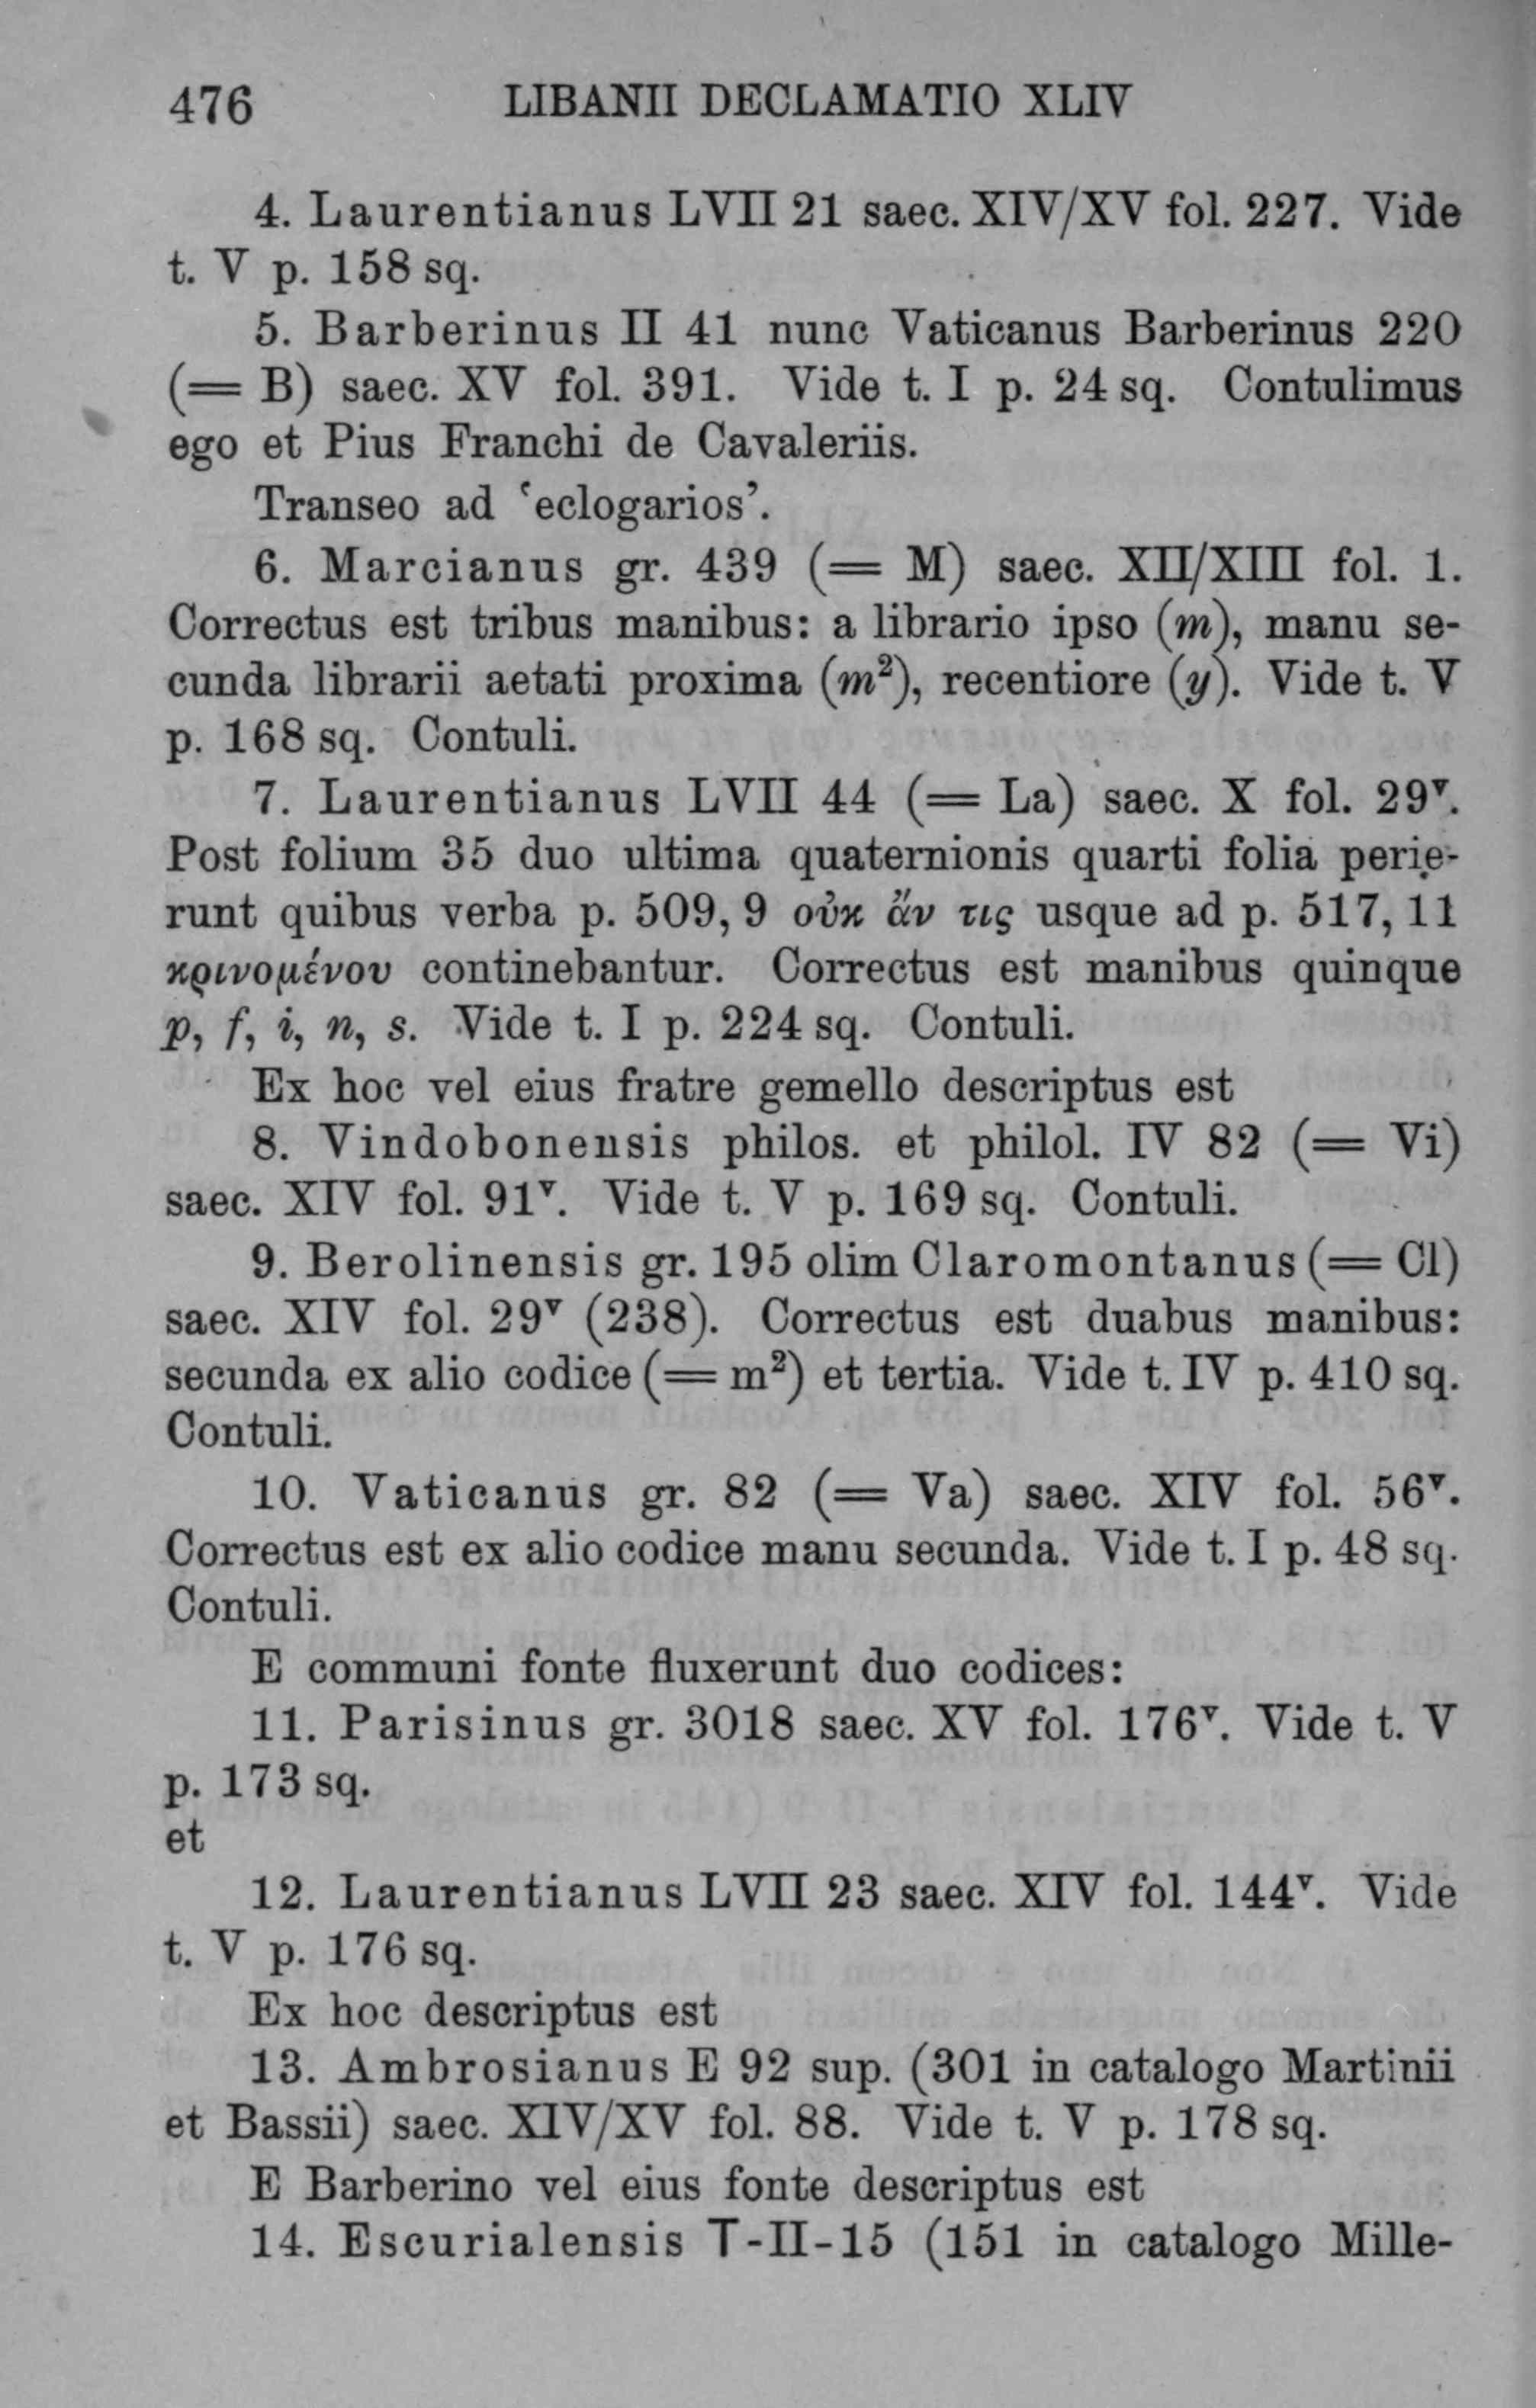 476 LIBANII DECLAMATIO XLIV
4. Laurentianus LVII 21 saec. XIV/XV fol. 227. Vide
t. V p. 158 sq.
5. Barberinus II 41 nunc Vaticanus Barberinus 220
(= B) saec. XV fol. 391. Vide t. I p. 24 sq. Contulimus
ego et Pius Franchi de Cavaleriis.
Transeo ad ‛eclogarios’.
6. Marcianus gr. 439 (= M) saec. XII/XIII fol. 1.
Correctus est tribus manibus: a librario ipso (m), manu se-
cunda librarii aetati proxima (m²), recentiore (y). Vide t. V
p. 168 sq. Contuli.
7. Laurentianus LVII 44 (= La) saec. X fol. 29ᵛ.
Post folium 35 duo ultima quaternionis quarti folia perie-
runt quibus verba p. 509, 9 οὐκ ἄν τις usque ad p. 517, 11
κρινομένου continebantur. Correctus est manibus quinque
p, f, i, n, s. Vide t. I p. 224 sq. Contuli.
Ex hoc vel eius fratre gemello descriptus est
8. Vindobonensis philos. et philol. IV 82 (= Vi)
saec. XIV fol. 91ᵛ. Vide t. V p. 169 sq. Contuli.
9. Berolinensis gr. 195 olim Claromontanus (= Cl)
saec. XIV fol. 29ᵛ (238). Correctus est duabus manibus:
secunda ex alio codice (= m²) et tertia. Vide t. IV p. 410 sq.
Contuli.
10. Vaticanus gr. 82 (= Va) saec. XIV fol. 56ᵛ.
Correctus est ex alio codice manu secunda. Vide t. I p. 48 sq.
Contuli.
E communi fonte fluxerunt duo codices:
11. Parisinus gr. 3018 saec. XV fol. 176ᵛ. Vide t. V
p. 173 sq.
et
12. Laurentianus LVII 23 saec. XIV fol. 144ᵛ. Vide
t. V p. 176 sq.
Ex hoc descriptus est
13. Ambrosianus E 92 sup. (301 in catalogo Martinii
et Bassii) saec. XIV/XV fol. 88. Vide t. V p. 178 sq.
E Barberino vel eius fonte descriptus est
14. Escurialensis T-II-15 (151 in catalogo Mille-